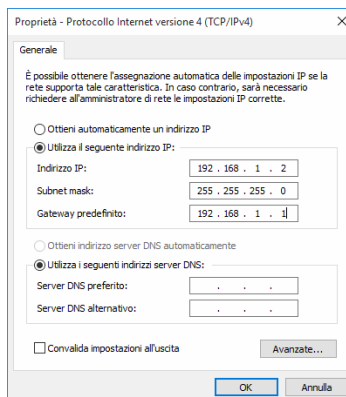 Proprietà - Protocollo Internet versione 4 (TCP/IPv4)
Generale
È possibile ottenere l'assegnazione automatica delle impostazioni IP se la
rete supporta tale caratteristica. In caso contrario, sarà necessario
richiedere all'amministratore di rete le impostazioni IP corrette.
Ottieni automaticamente un indirizzo IP
Utilizza il seguente indirizzo IP:
Indirizzo IP: 192 . 168 . 1 . 2
Subnet mask: 255 . 255 . 255 . 0
Gateway predefinito: 192 . 168 . 1 . 1
Ottieni indirizzo server DNS automaticamente
Utilizza i seguenti indirizzi server DNS:
Server DNS preferito: . . .
Server DNS alternativo: . . .
Convalida impostazioni all'uscita Avanzate...
OK Annulla